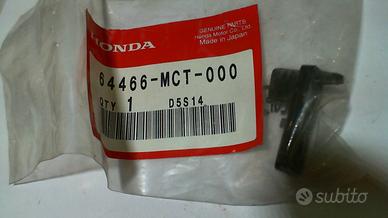 HONDA
GENUINE PARTS
Honda Motor Co., Ltd.
Made in Japan
64466-MCT-000
QTY 1 D5S14
subito